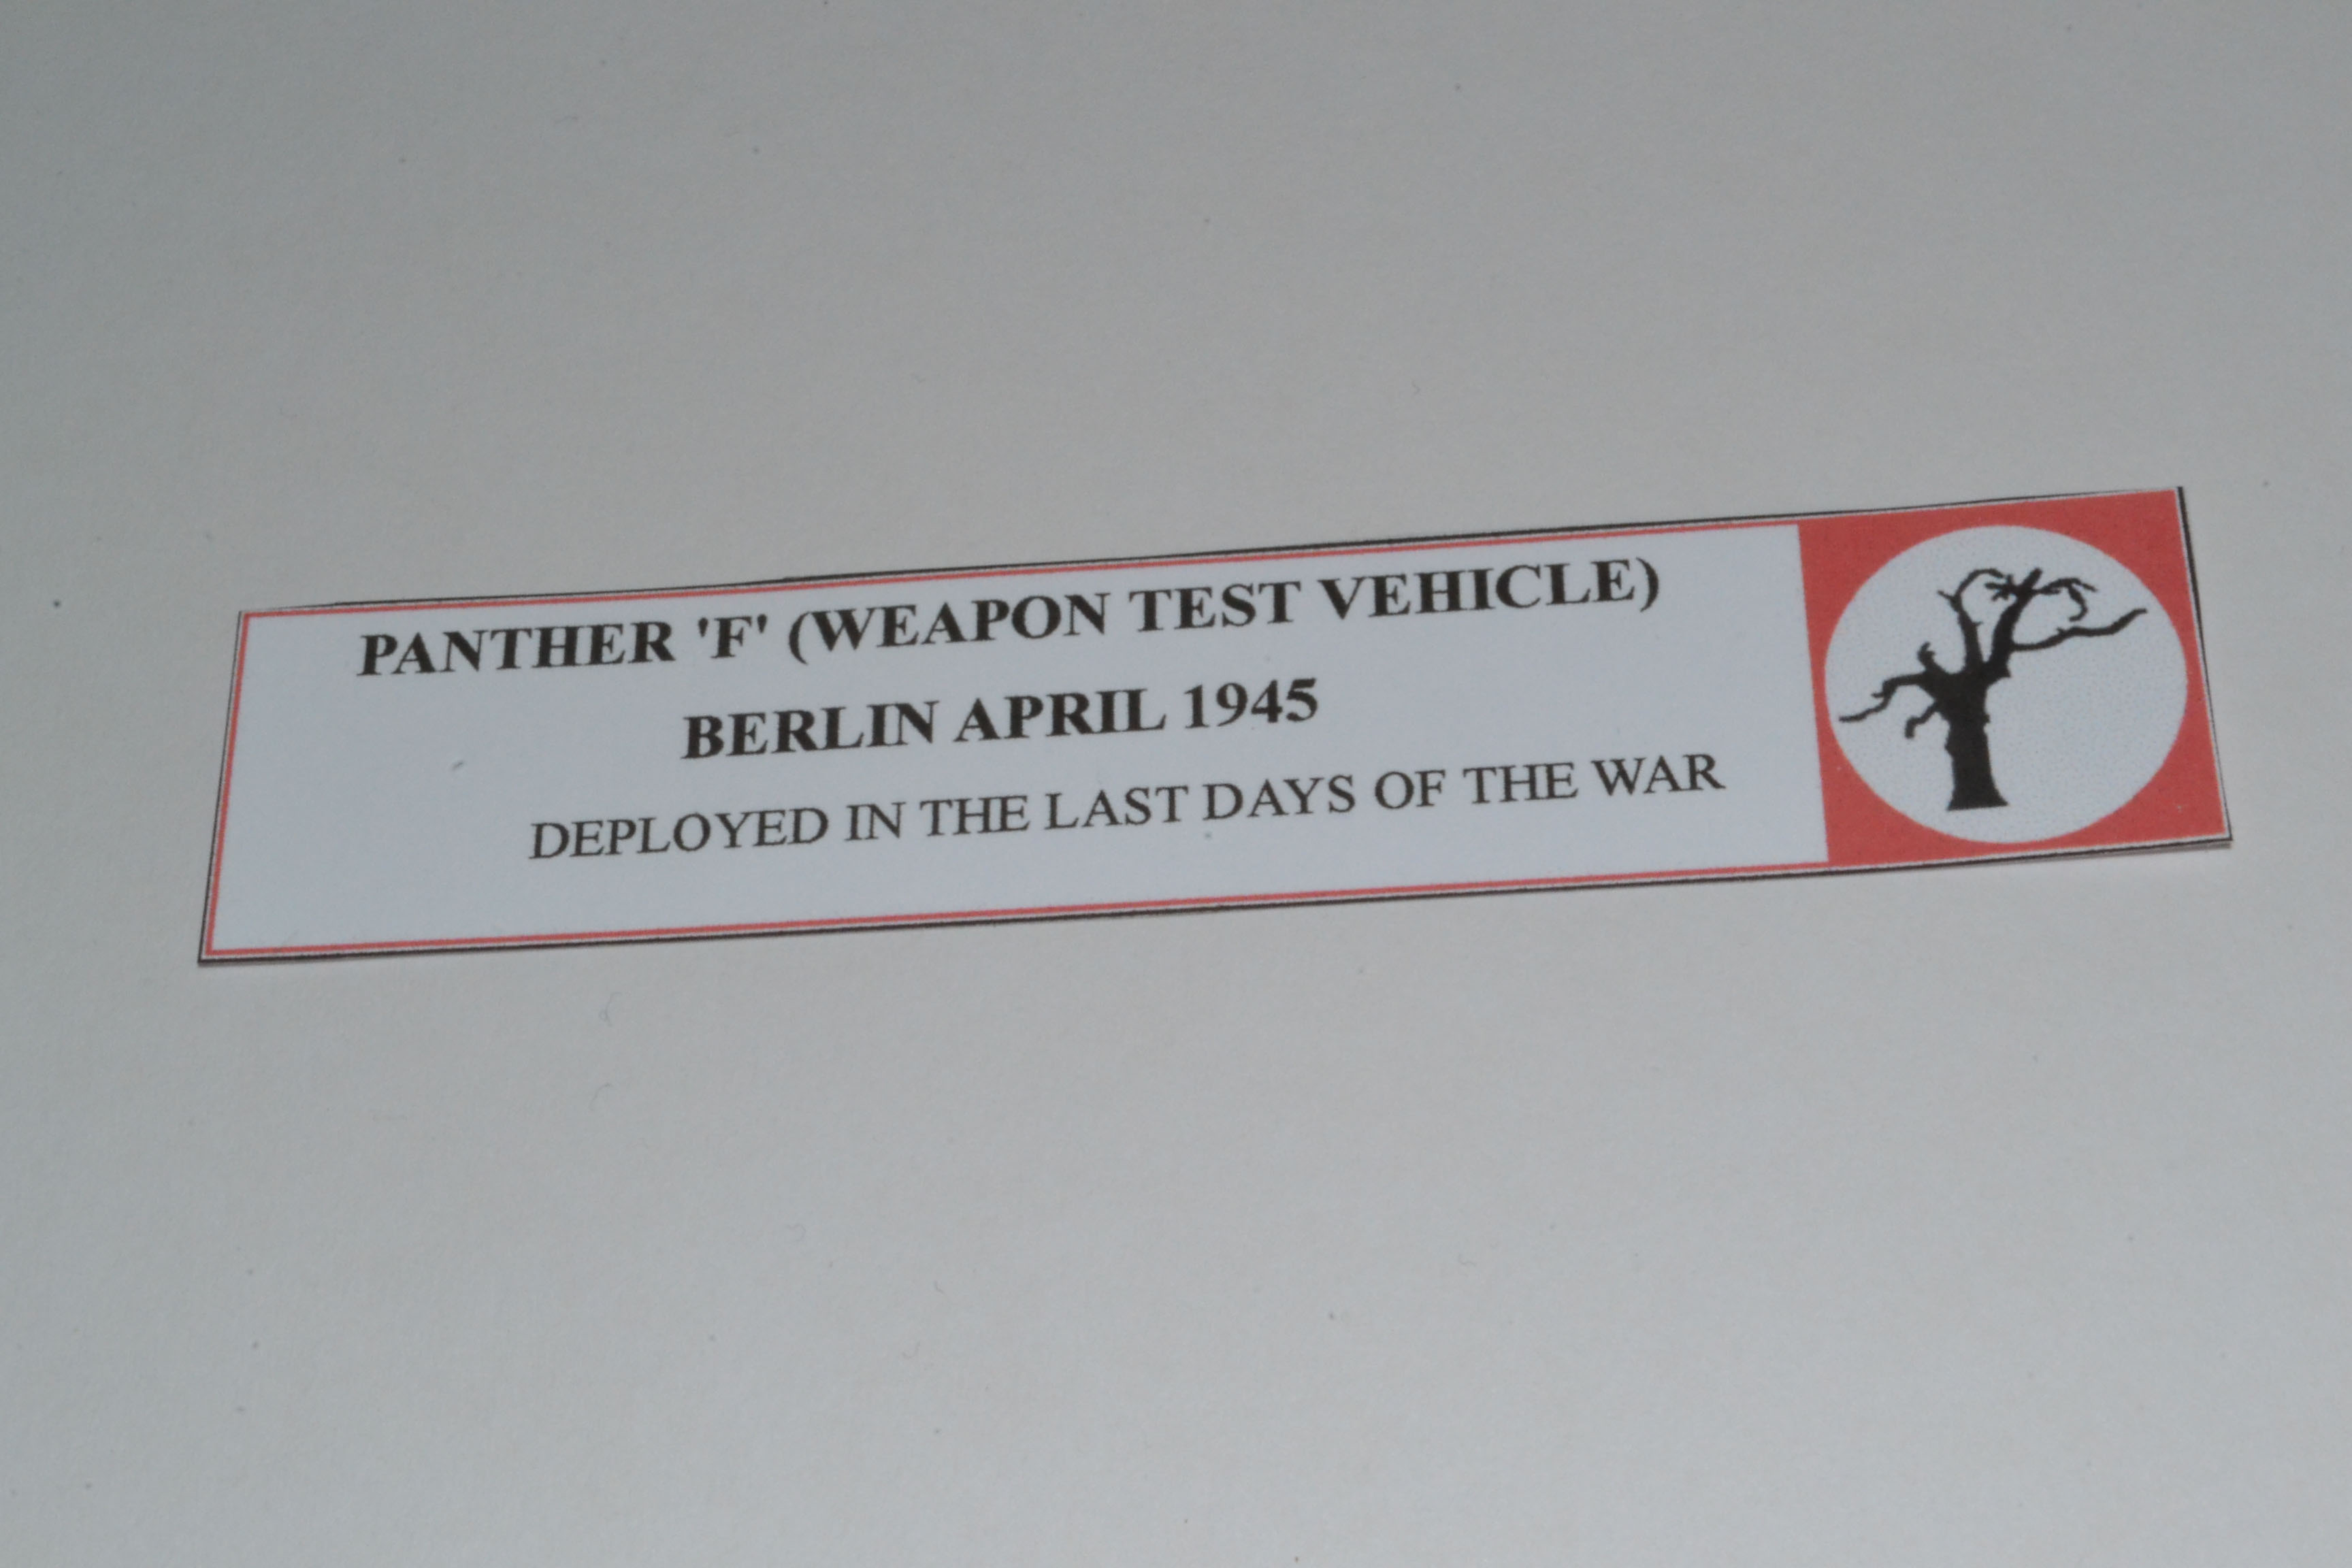 PANTHER 'F' (WEAPON TEST VEHICLE)
BERLIN APRIL 1945
DEPLOYED IN THE LAST DAYS OF THE WAR